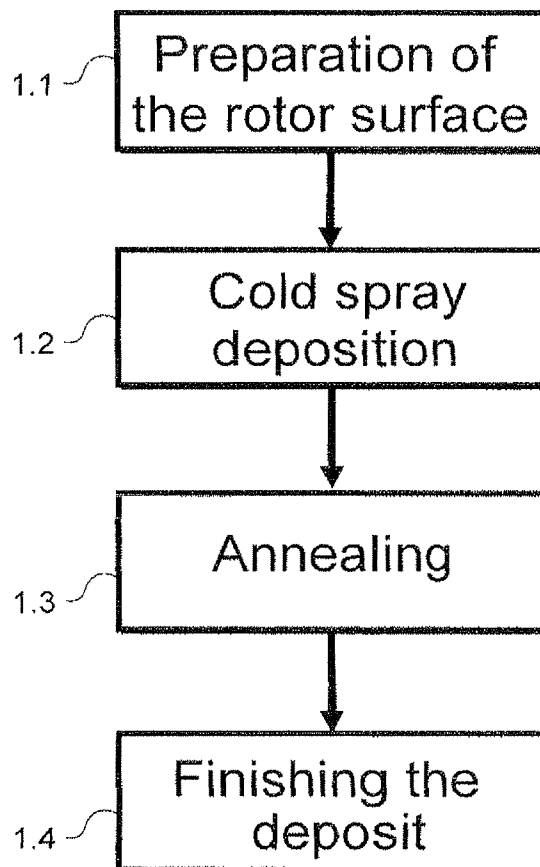 1.1
Preparation of
the rotor surface
1.2
Cold spray
deposition
1.3
Annealing
1.4
Finishing the
deposit